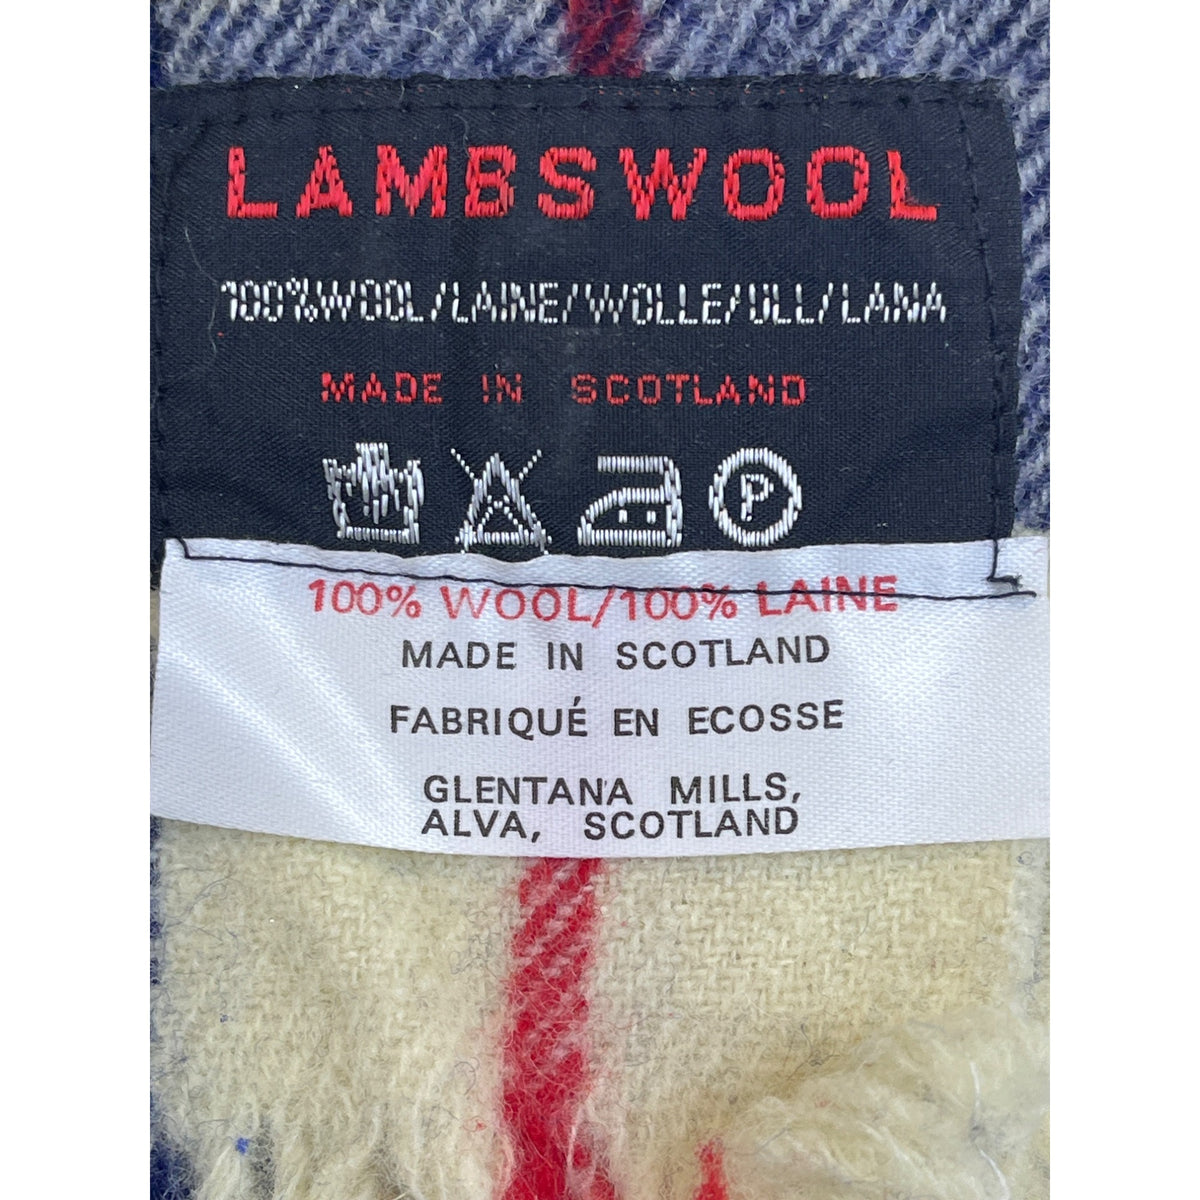 LAMBSWOOL
100%WOOL/LAINE/WOLLE/ULL/LANA
MADE IN SCOTLAND
P
100% WOOL/100% LAINE
MADE IN SCOTLAND
FABRIQUÉ EN ECOSSE
GLENTANA MILLS,
ALVA, SCOTLAND